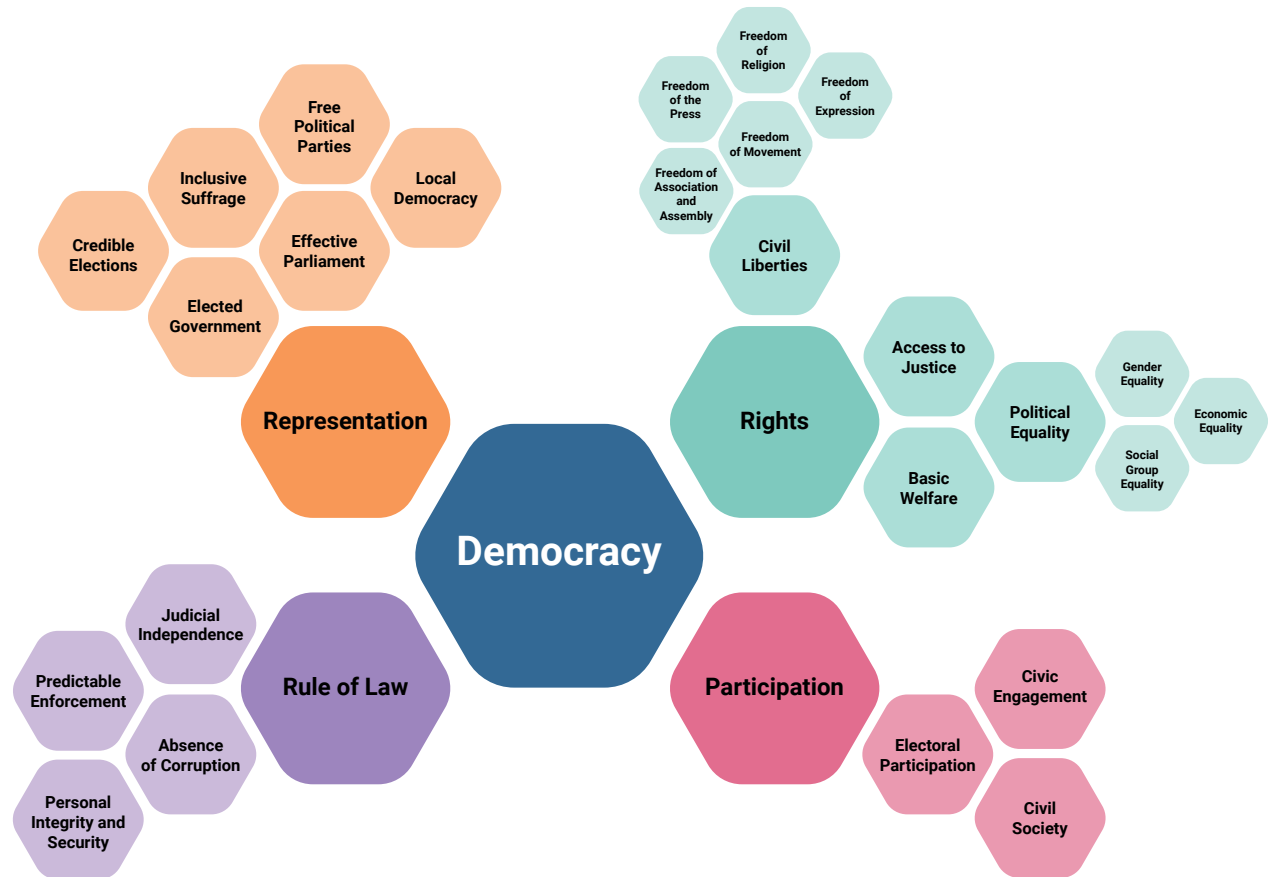 Free
Political
Parties
Inclusive
Suffrage
Local
Democracy
Credible
Elections
Effective
Parliament
Elected
Government
Representation
Freedom
of
Religion
Freedom
of the
Press
Freedom
of
Expression
Freedom
of Movement
Freedom of
Association
and
Assembly
Civil
Liberties
Rights
Access to
Justice
Basic
Welfare
Political
Equality
Gender
Equality
Economic
Equality
Social
Group
Equality
Democracy
Rule of Law
Judicial
Independence
Predictable
Enforcement
Absence
of Corruption
Personal
Integrity and
Security
Participation
Electoral
Participation
Civic
Engagement
Civil
Society